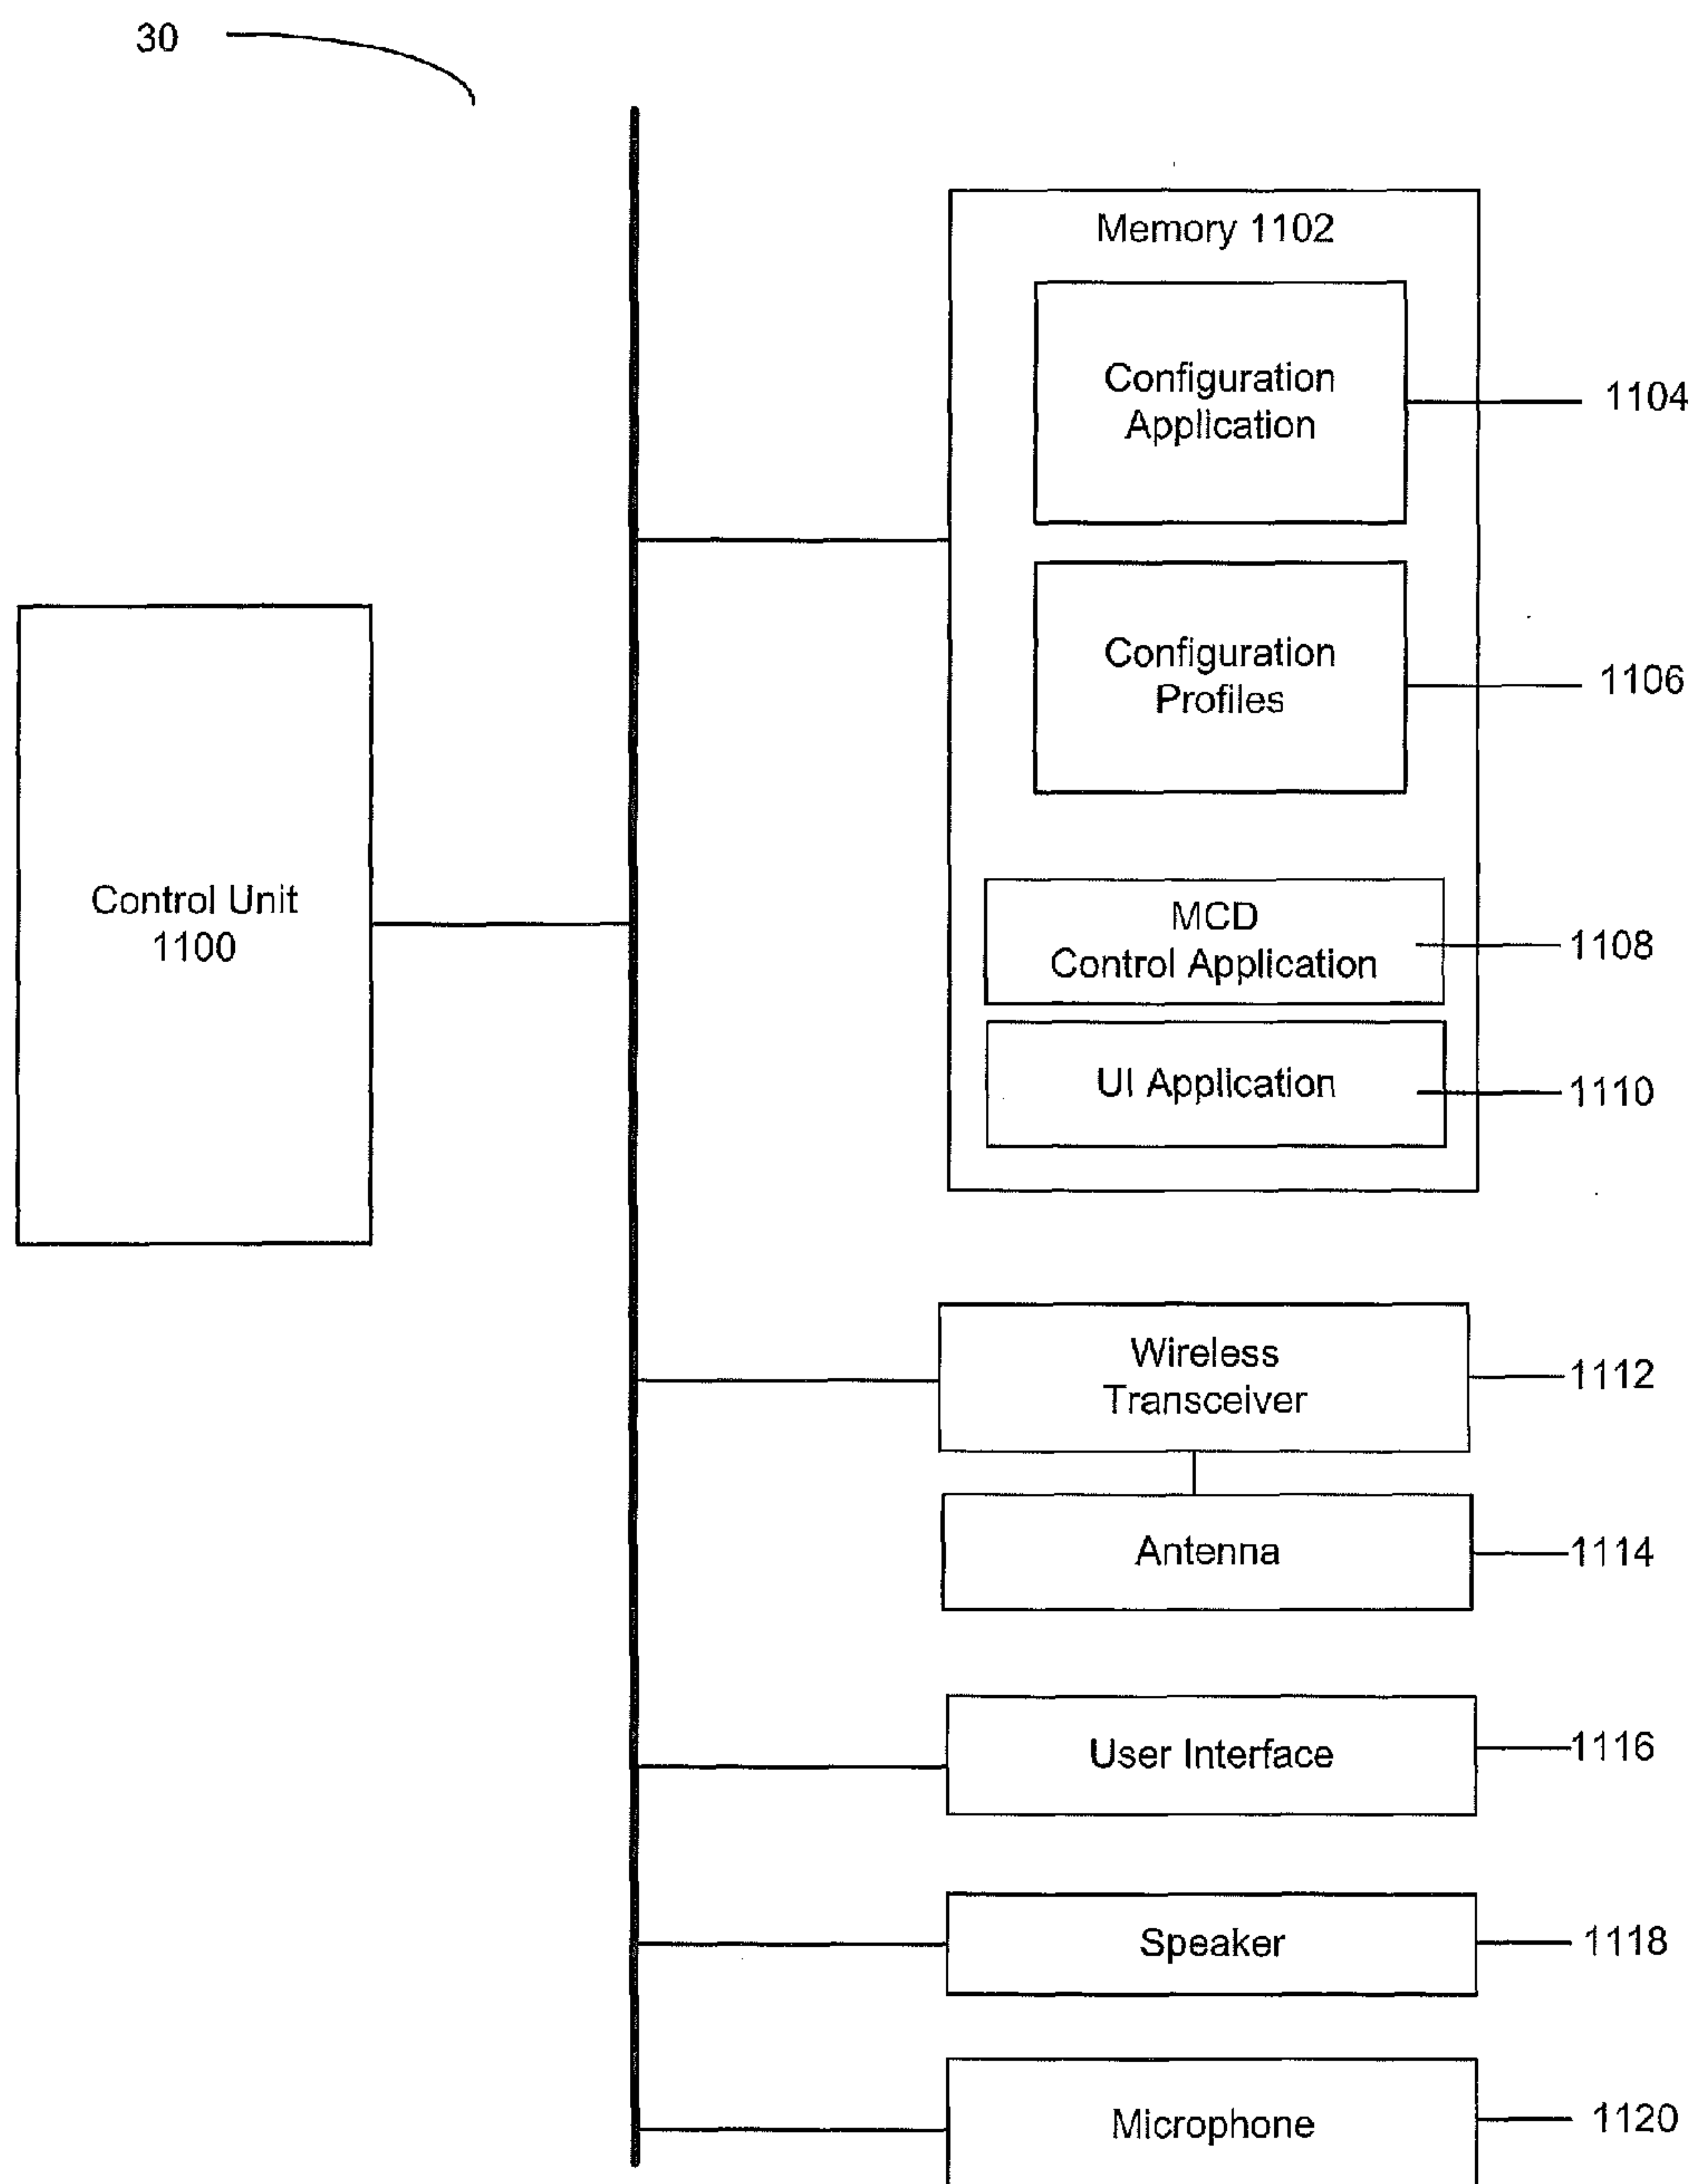 30
Memory 1102
Configuration
Application
1104
Configuration
Profiles
1106
Control Unit
1100
MCD
Control Application
1108
UI Application
1110
Wireless
Transceiver
1112
Antenna
1114
User Interface
1116
Speaker
1118
Microphone
1120